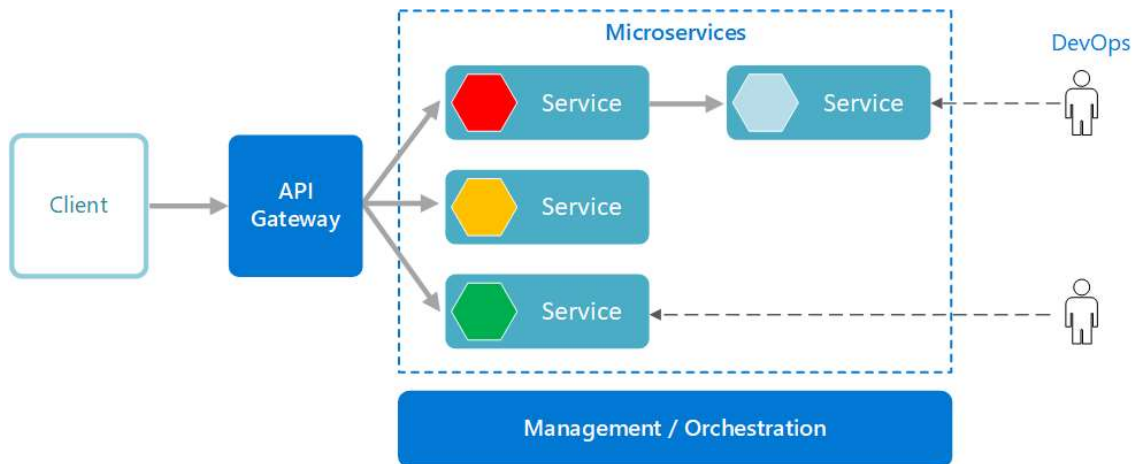 Microservices
DevOps
Service
Service
Client
API
Gateway
Service
Service
Management / Orchestration